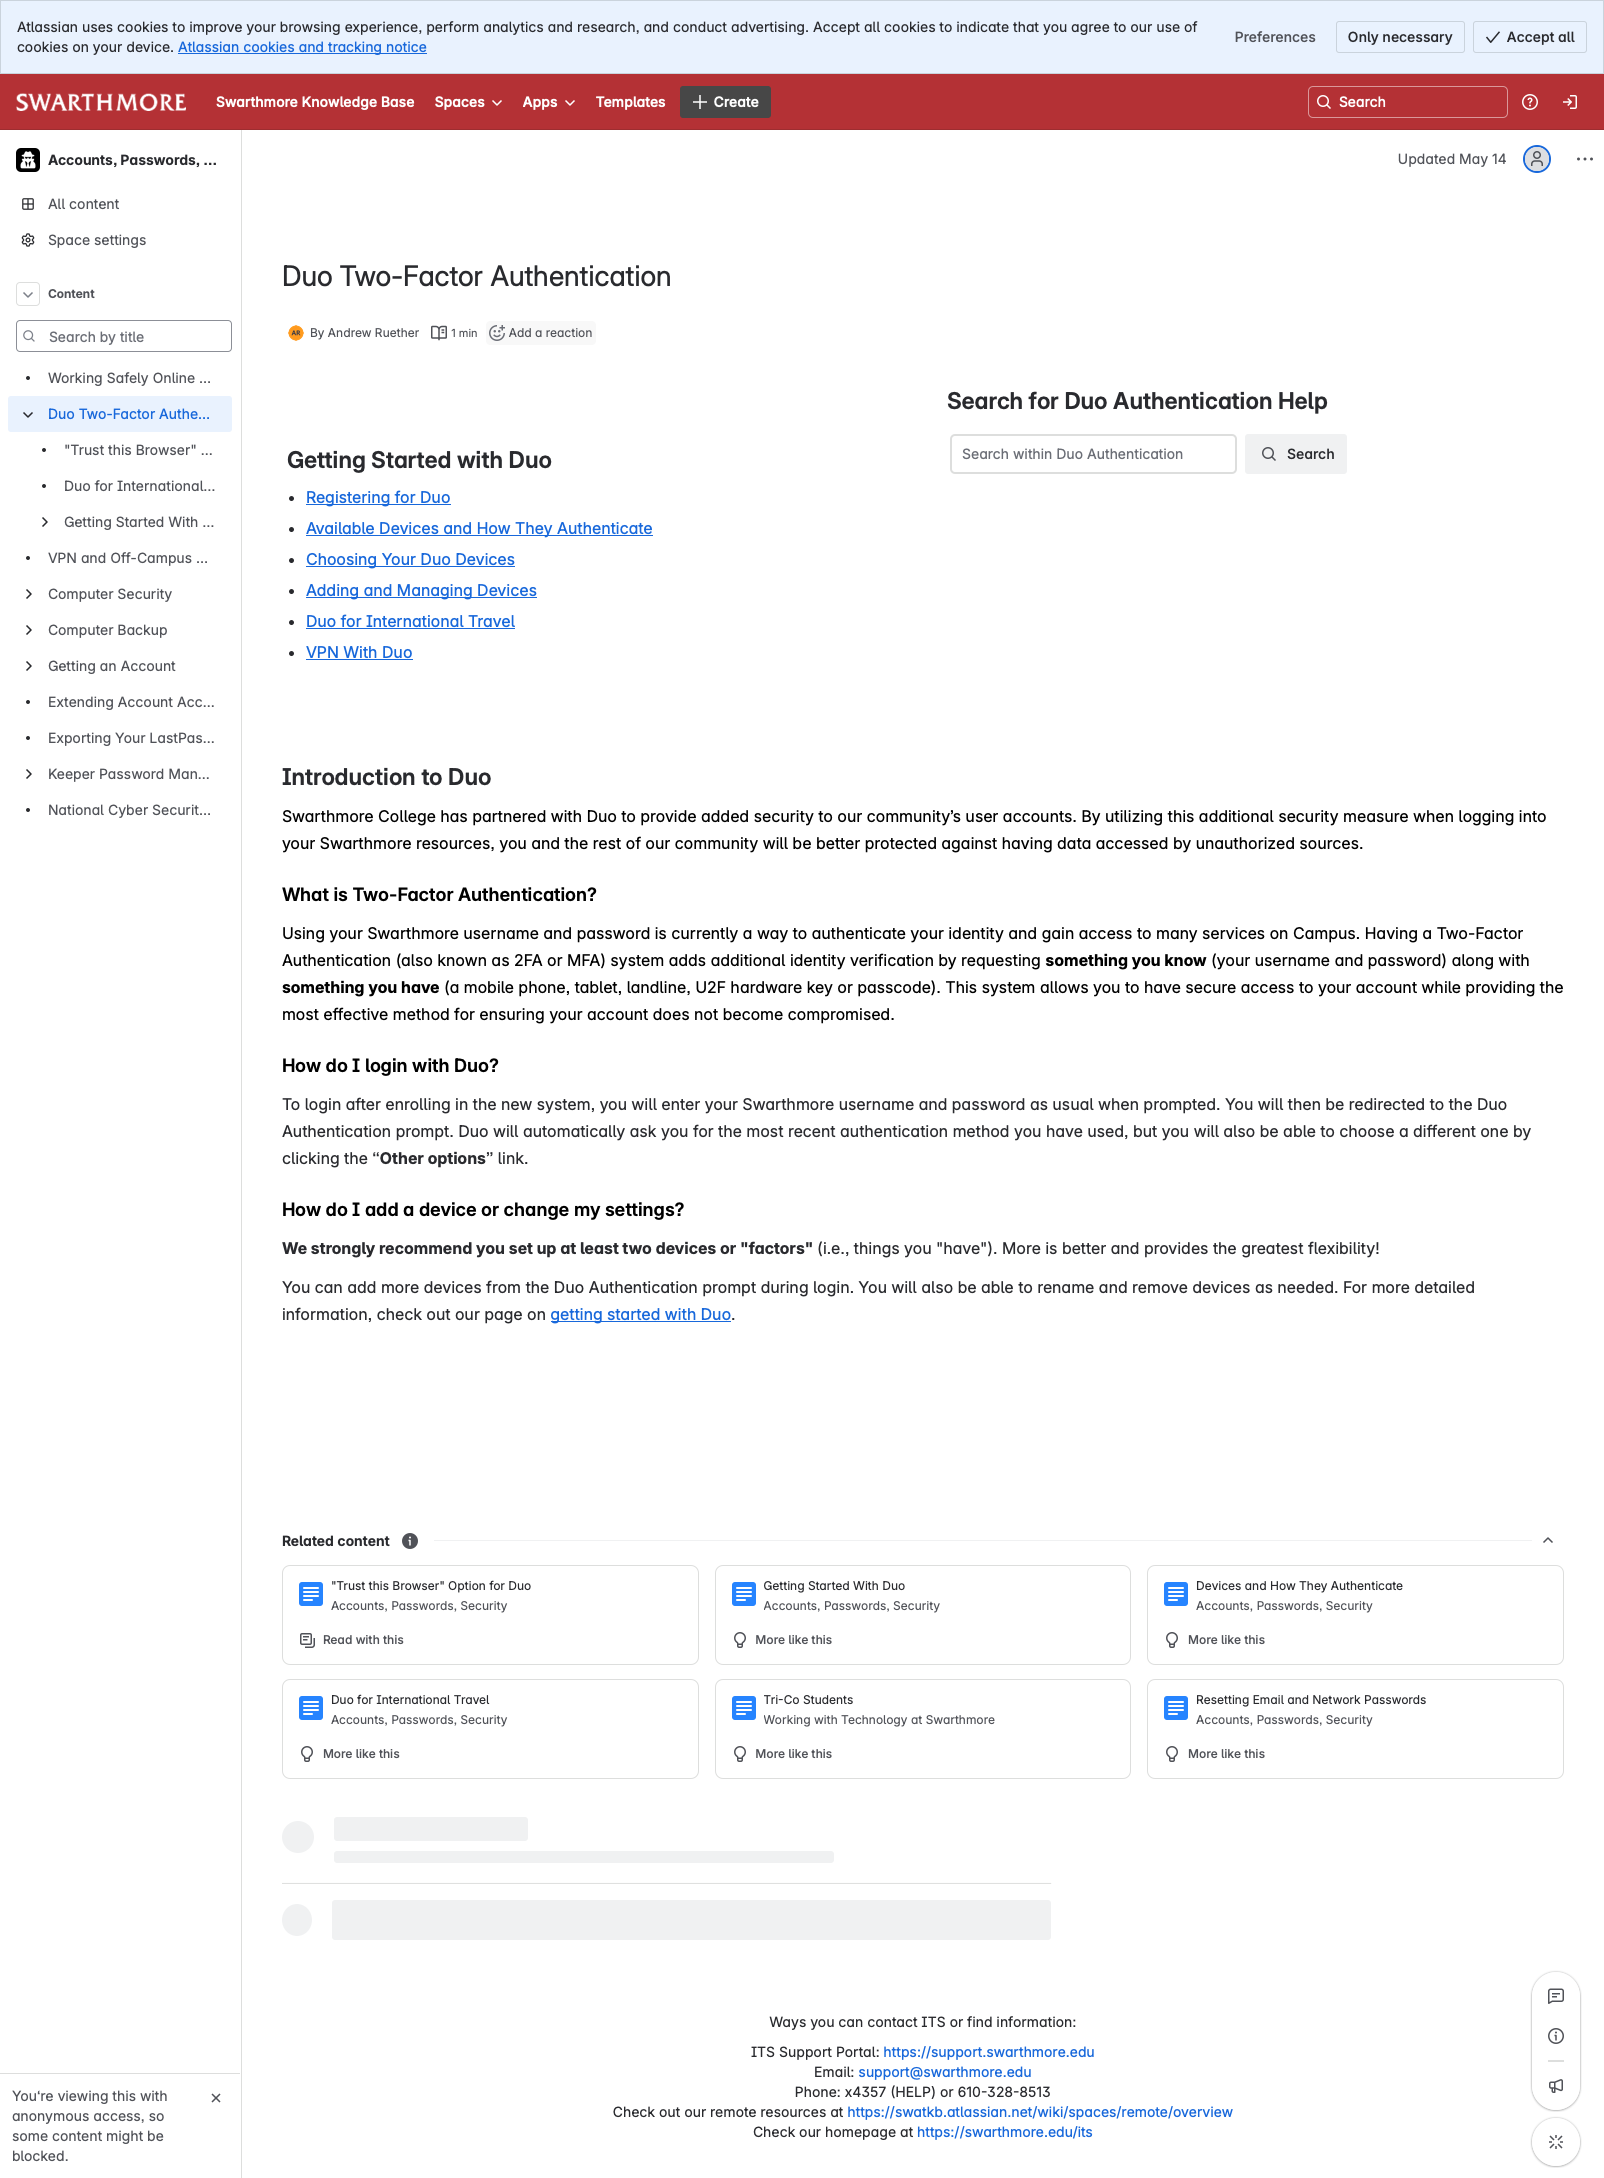 Atlassian uses cookies to improve your browsing experience, perform analytics and research, and conduct advertising. Accept all cookies to indicate that you agree to our use of
cookies on your device. Atlassian cookies and tracking notice
Preferences
Only necessary
Accept all
SWARTHMORE
Swarthmore Knowledge Base
Spaces
Apps
Templates
Create
Search
Accounts, Passwords, ...
All content
Space settings
Content
Search by title
Working Safely Online ...
Duo Two-Factor Authe...
"Trust this Browser" ...
Duo for International...
Getting Started With ...
VPN and Off-Campus ...
Computer Security
Computer Backup
Getting an Account
Extending Account Acc...
Exporting Your LastPas...
Keeper Password Man...
National Cyber Securit...
Updated May 14
Duo Two-Factor Authentication
AR
By Andrew Ruether
1 min
Add a reaction
Getting Started with Duo
• Registering for Duo
• Available Devices and How They Authenticate
• Choosing Your Duo Devices
• Adding and Managing Devices
• Duo for International Travel
• VPN With Duo
Search for Duo Authentication Help
Search within Duo Authentication
Search
Introduction to Duo
Swarthmore College has partnered with Duo to provide added security to our community’s user accounts. By utilizing this additional security measure when logging into
your Swarthmore resources, you and the rest of our community will be better protected against having data accessed by unauthorized sources.
What is Two-Factor Authentication?
Using your Swarthmore username and password is currently a way to authenticate your identity and gain access to many services on Campus. Having a Two-Factor
Authentication (also known as 2FA or MFA) system adds additional identity verification by requesting something you know (your username and password) along with
something you have (a mobile phone, tablet, landline, U2F hardware key or passcode). This system allows you to have secure access to your account while providing the
most effective method for ensuring your account does not become compromised.
How do I login with Duo?
To login after enrolling in the new system, you will enter your Swarthmore username and password as usual when prompted. You will then be redirected to the Duo
Authentication prompt. Duo will automatically ask you for the most recent authentication method you have used, but you will also be able to choose a different one by
clicking the “Other options” link.
How do I add a device or change my settings?
We strongly recommend you set up at least two devices or "factors" (i.e., things you "have"). More is better and provides the greatest flexibility!
You can add more devices from the Duo Authentication prompt during login. You will also be able to rename and remove devices as needed. For more detailed
information, check out our page on getting started with Duo.
Related content
"Trust this Browser" Option for Duo
Accounts, Passwords, Security
Read with this
Getting Started With Duo
Accounts, Passwords, Security
More like this
Devices and How They Authenticate
Accounts, Passwords, Security
More like this
Duo for International Travel
Accounts, Passwords, Security
More like this
Tri-Co Students
Working with Technology at Swarthmore
More like this
Resetting Email and Network Passwords
Accounts, Passwords, Security
More like this
Ways you can contact ITS or find information:
ITS Support Portal: https://support.swarthmore.edu
Email: support@swarthmore.edu
Phone: x4357 (HELP) or 610-328-8513
Check out our remote resources at https://swatkb.atlassian.net/wiki/spaces/remote/overview
Check our homepage at https://swarthmore.edu/its
You're viewing this with
anonymous access, so
some content might be
blocked.